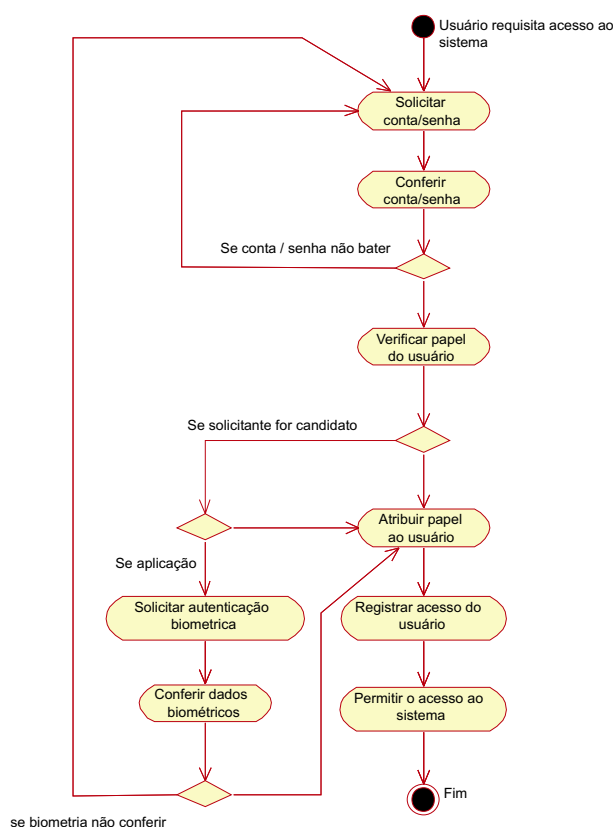 Usuário requisita acesso ao
sistema
Solicitar
conta/senha
Conferir
conta/senha
Se conta / senha não bater
Verificar papel
do usuário
Se solicitante for candidato
Atribuir papel
ao usuário
Se aplicação
Solicitar autenticação
biometrica
Registrar acesso do
usuário
Conferir dados
biométricos
Permitir o acesso ao
sistema
Fim
se biometria não conferir